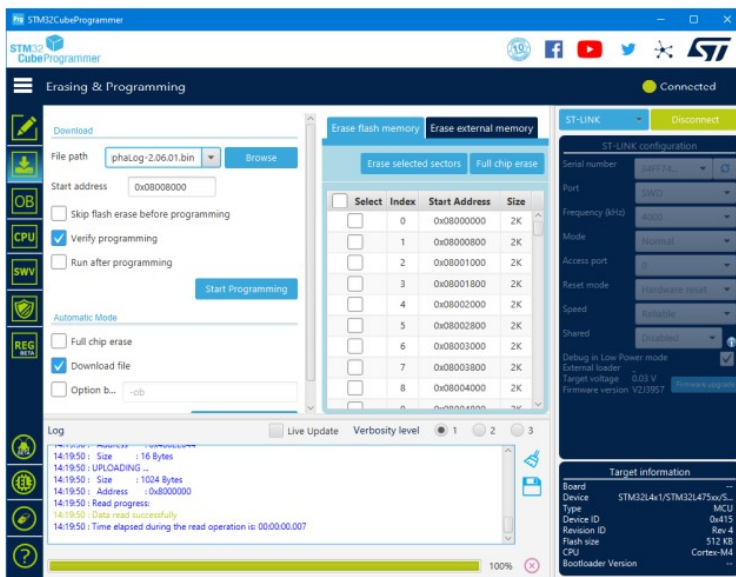 Prg STM32CubeProgrammer
STM32
CubeProgrammer
Erasing & Programming
Connected
Download
File path phaLog-2.06.01.bin Browse
Start address 0x08008000
Skip flash erase before programming
Verify programming
Run after programming
Start Programming
Automatic Mode
Full chip erase
Download file
Option b... -ob
OB
CPU
SWV
REG
BETA
Erase flash memory Erase external memory
Erase selected sectors Full chip erase
Select Index Start Address Size
0 0x08000000 2K
1 0x08000800 2K
2 0x08001000 2K
3 0x08001800 2K
4 0x08002000 2K
5 0x08002800 2K
6 0x08003000 2K
7 0x08003800 2K
8 0x08004000 2K
ST-LINK Disconnect
ST-LINK configuration
Serial number
Port SWD
Frequency (kHz) 4000
Mode Normal
Access port 0
Reset mode Hardware reset
Speed Reliable
Shared Disabled
Debug in Low Power mode
External loader -
Target voltage 0.03 V
Firmware version V2J39S7 Firmware upgrade
Log Live Update Verbosity level 1 2 3
14:19:50 : Size : 16 Bytes
14:19:50 : UPLOADING ...
14:19:50 : Size : 1024 Bytes
14:19:50 : Address : 0x8000000
14:19:50 : Read progress:
14:19:50 : Data read successfully
14:19:50 : Time elapsed during the read operation is: 00:00:00.007
100%
Target information
Board --
Device STM32L4x1/STM32L475xx/S...
Type MCU
Device ID 0x415
Revision ID Rev 4
Flash size 512 KB
CPU Cortex-M4
Bootloader Version --